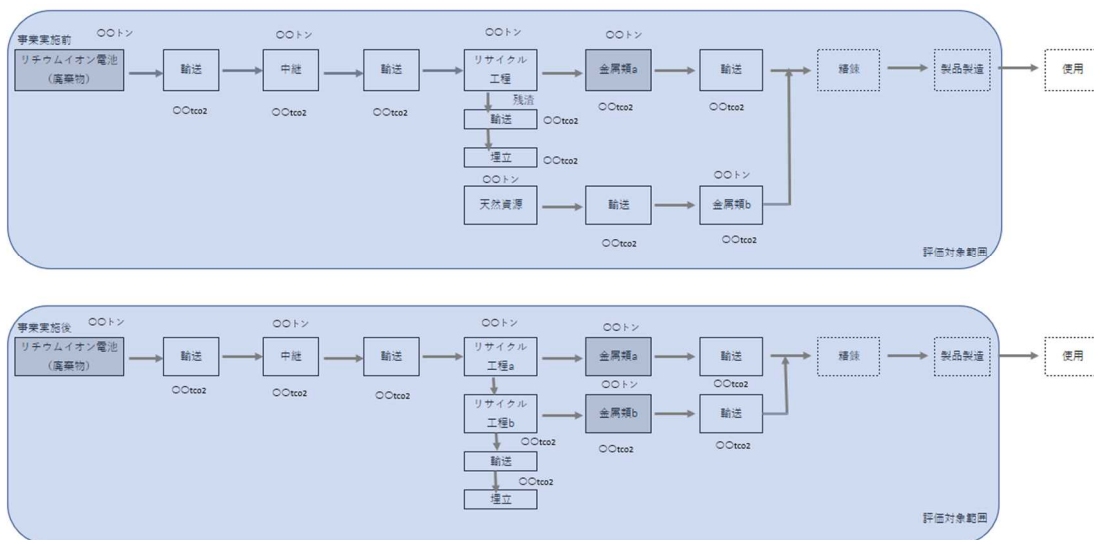 事業実施前
〇〇トン
〇〇トン
〇〇トン
〇〇トン
リチウムイオン電池
(廃棄物)
輸送
中継
輸送
リサイクル
工程
金属類a
輸送
精錬
製品製造
使用
〇〇tco2
〇〇tco2
〇〇tco2
残渣
〇〇tco2
〇〇tco2
輸送
〇〇tco2
埋立
〇〇tco2
〇〇トン
〇〇トン
天然資源
輸送
金属類b
〇〇tco2
〇〇tco2
評価対象範囲
事業実施後
〇〇トン
〇〇トン
〇〇トン
〇〇トン
リチウムイオン電池
(廃棄物)
輸送
中継
輸送
リサイクル
工程a
金属類a
輸送
精錬
製品製造
使用
〇〇tco2
〇〇tco2
〇〇tco2
〇〇トン
〇〇tco2
リサイクル
工程b
金属類b
輸送
〇〇tco2
〇〇tco2
〇〇tco2
輸送
〇〇tco2
埋立
評価対象範囲